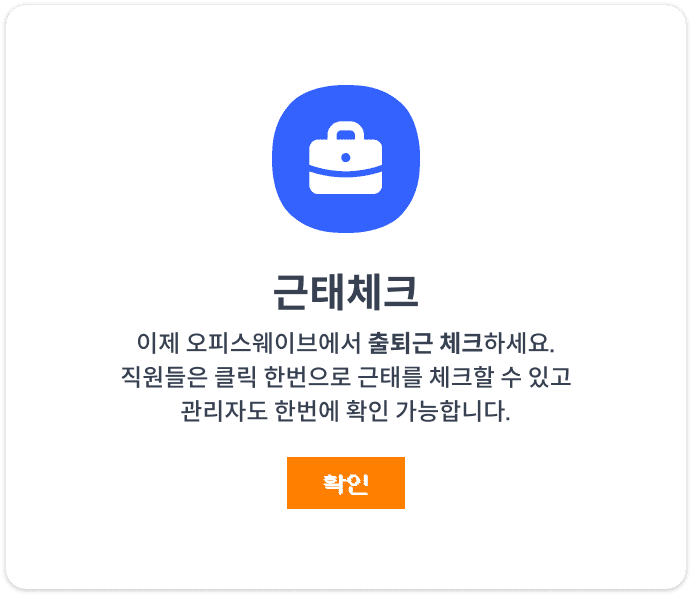 근태체크
이제 오피스웨이브에서 출퇴근 체크하세요.
직원들은 클릭 한번으로 근태를 체크할 수 있고
관리자도 한번에 확인 가능합니다.
확인